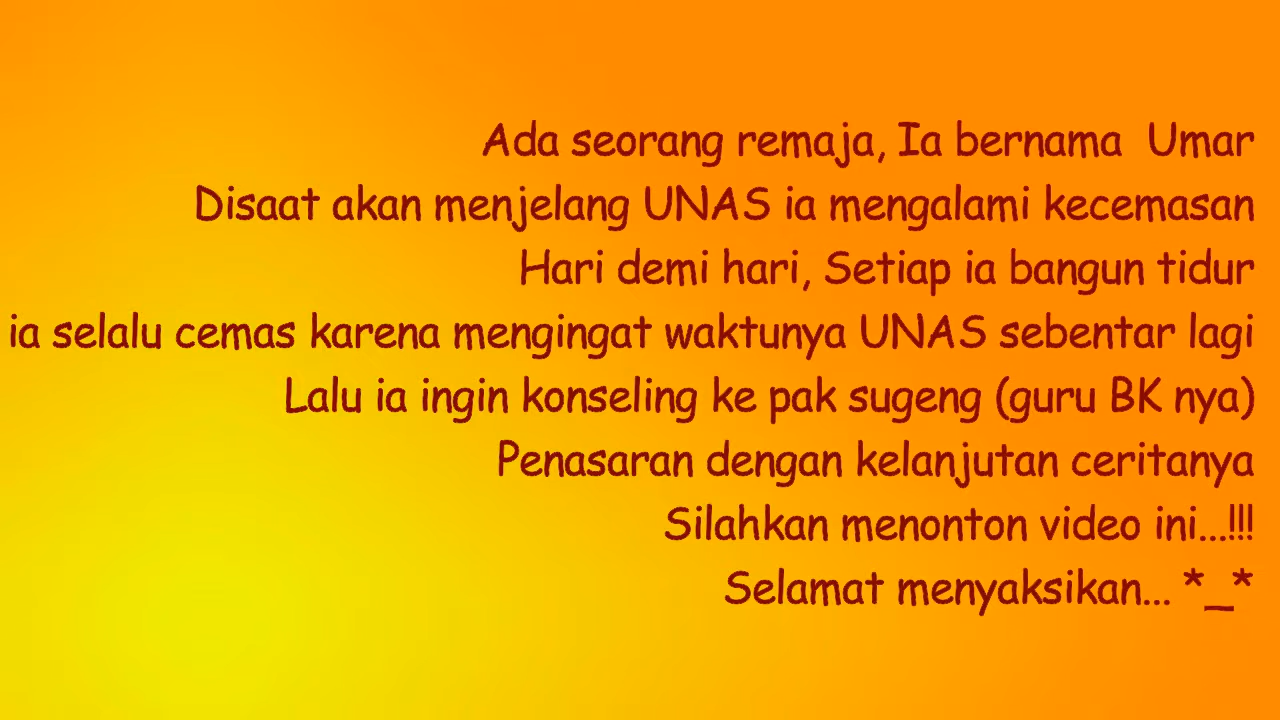 Ada seorang remaja, Ia bernama  Umar
Disaat akan menjelang UNAS ia mengalami kecemasan
Hari demi hari, Setiap ia bangun tidur
ia selalu cemas karena mengingat waktunya UNAS sebentar lagi
Lalu ia ingin konseling ke pak sugeng (guru BK nya)
Penasaran dengan kelanjutan ceritanya
Silahkan menonton video ini...!!!
Selamat menyaksikan... *_*